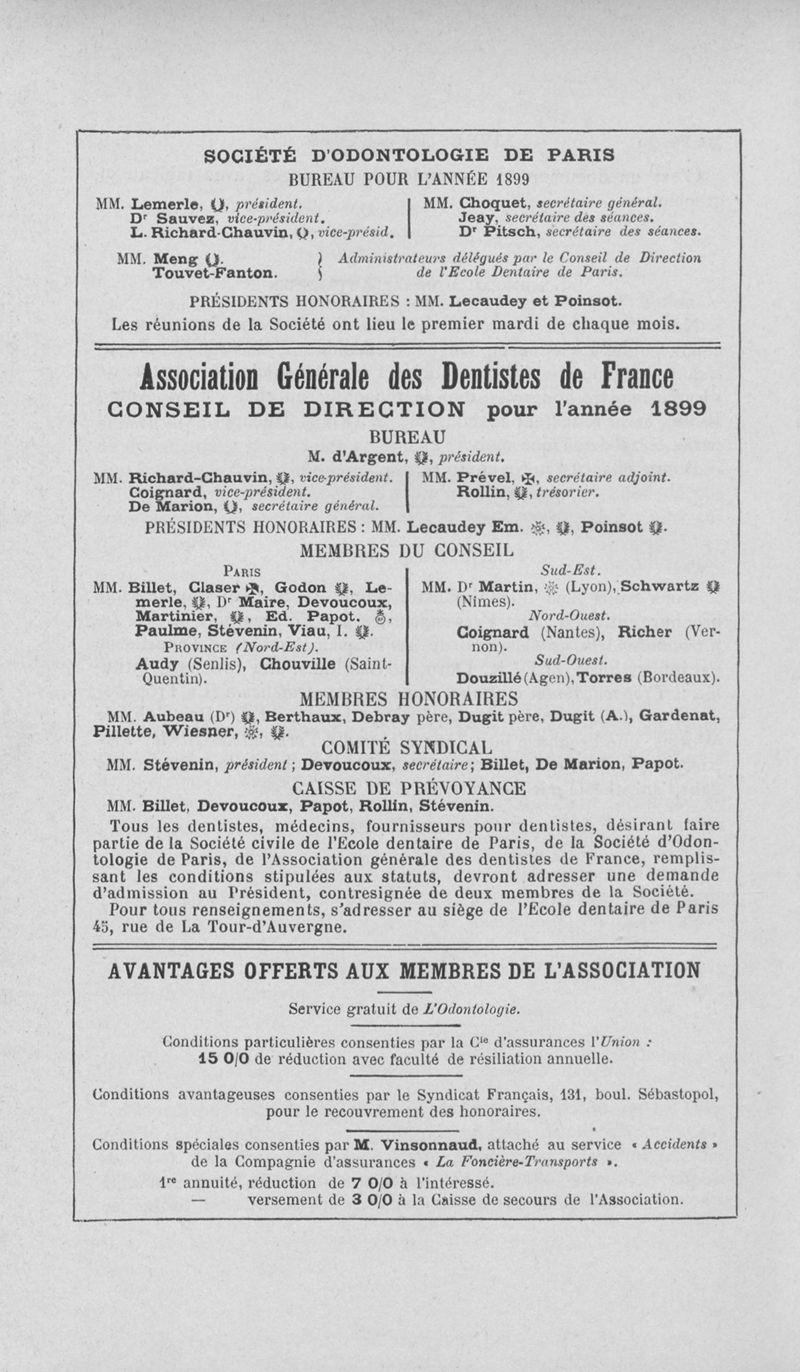 SOCIÉTÉ D'ODONTOLOGIE DE PARIS
BUREAU POUR L'ANNÉE 1899
MM. Lemerle, président.
Dr Sauvez, vice-président.
L. Richard-Chauvin, vice-présid.
MM. Choquet, secrétaire général.
Jeay, secrétaire des séances.
Dr Pitsch, secrétaire des séances.
MM. Meng
Touvet-Fanton.
Administrateurs délégués par le Conseil de Direction
de l'Ecole Dentaire de Paris.
PRÉSIDENTS HONORAIRES : MM. Lecaudey et Poinsot.
Les réunions de la Société ont lieu le premier mardi de chaque mois.
Association Générale des Dentistes de France
CONSEIL DE DIRECTION pour l'année 1899
BUREAU
M. d'Argent, président.
MM. Richard-Chauvin, vice-président.
Coignard, vice-président.
De Marion, secrétaire général.
MM. Prével, secrétaire adjoint.
Rollin, trésorier.
PRÉSIDENTS HONORAIRES : MM. Lecaudey Em. , Poinsot .
MEMBRES DU CONSEIL
PARIS
MM. Billet, Claser, Godon, Le-
merle, Dr Maire, Devoucoux,
Martinier, Ed. Papot. ,
Paulme, Stévenin, Viau, I. .
PROVINCE (Nord-Est).
Audy (Senlis), Chouville (Saint-
Quentin).
Sud-Est.
MM. Dr Martin, (Lyon), Schwartz
(Nimes).
Nord-Ouest.
Coignard (Nantes), Richer (Ver-
non).
Sud-Ouest.
Douzillé (Agen), Torres (Bordeaux).
MEMBRES HONORAIRES
MM. Aubeau (Dr) , Berthaux, Debray père, Dugit père, Dugit (A.), Gardenat,
Pillette, Wiesner, .
COMITÉ SYNDICAL
MM. Stévenin, président ; Devoucoux, secrétaire ; Billet, De Marion, Papot.
CAISSE DE PRÉVOYANCE
MM. Billet, Devoucoux, Papot, Rollin, Stévenin.
Tous les dentistes, médecins, fournisseurs pour dentistes, désirant faire
partie de la Société civile de l'Ecole dentaire de Paris, de la Société d'Odon-
tologie de Paris, de l'Association générale des dentistes de France, remplis-
sant les conditions stipulées aux statuts, devront adresser une demande
d'admission au Président, contresignée de deux membres de la Société.
Pour tous renseignements, s'adresser au siège de l'Ecole dentaire de Paris
45, rue de La Tour-d'Auvergne.
AVANTAGES OFFERTS AUX MEMBRES DE L'ASSOCIATION
Service gratuit de L'Odontologie.
Conditions particulières consenties par la Cie d'assurances l'Union :
15 0/0 de réduction avec faculté de résiliation annuelle.
Conditions avantageuses consenties par le Syndicat Français, 131, boul. Sébastopol,
pour le recouvrement des honoraires.
Conditions spéciales consenties par M. Vinsonnaud, attaché au service « Accidents »
de la Compagnie d'assurances « La Foncière-Transports ».
1re annuité, réduction de 7 0/0 à l'intéressé.
— versement de 3 0/0 à la Caisse de secours de l'Association.